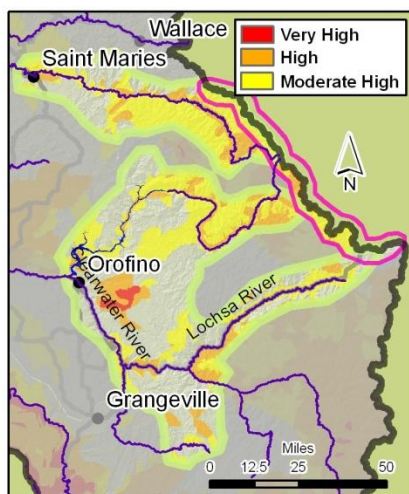 Wallace
Very High
High
Moderate High
Saint Maries
N
Orofino
Clearwater River
Lochsa River
Grangeville
Miles
0 12.5 25 50